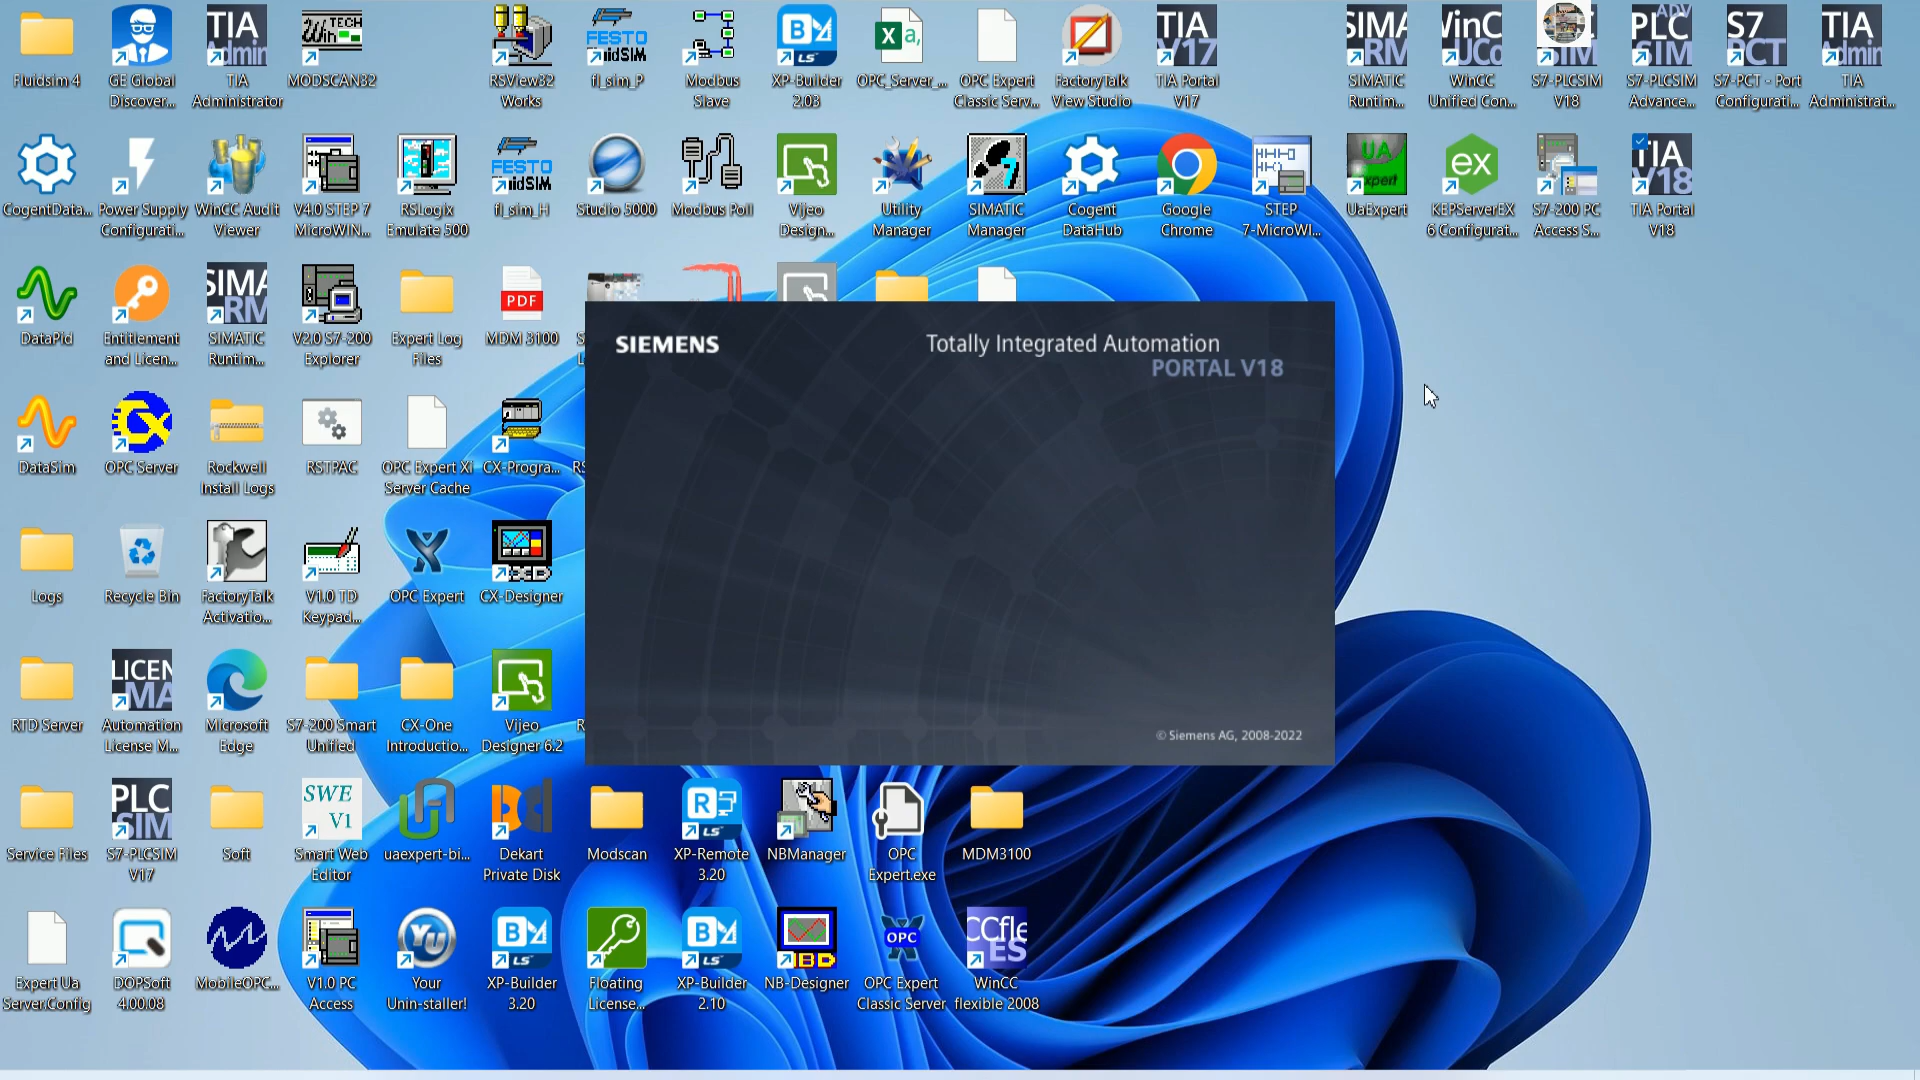 Fluidsim 4
GE Global
Discover...
TIA
Administrator
MODSCAN32
RSView32
Works
fl_sim_P
Modbus
Slave
XP-Builder
2.03
OPC_Server_...
OPC Expert
Classic Serv...
FactoryTalk
View Studio
TIA Portal
V17
SIMATIC
Runtim...
WinCC
Unified Con...
S7-PLCSIM
V18
S7-PLCSIM
Advance...
S7-PCT - Port
Configurati...
TIA
Administrat...
CogentData...
Power Supply
Configurati...
WinCC Audit
Viewer
V4.0 STEP 7
MicroWIN...
RSLogix
Emulate 500
fl_sim_H
Studio 5000
Modbus Poll
Vijeo
Design...
Utility
Manager
SIMATIC
Manager
Cogent
DataHub
Google
Chrome
STEP
7-MicroWI...
UaExpert
KEPServerEX
6 Configurat...
S7-200 PC
Access S...
TIA Portal
V18
DataPid
Entitlement
and Licen...
SIMATIC
Runtim...
V2.0 S7-200
Explorer
Expert Log
Files
MDM 3100
SIEMENS
Totally Integrated Automation
PORTAL V18
© Siemens AG, 2008-2022
DataSim
OPC Server
Rockwell
Install Logs
RSTPAC
OPC Expert Xi
Server Cache
CX-Progra...
Logs
Recycle Bin
FactoryTalk
Activatio...
V1.0 TD
Keypad...
OPC Expert
CX-Designer
RTD Server
Automation
License M...
Microsoft
Edge
S7-200 Smart
Unified
CX-One
Introductio...
Vijeo
Designer 6.2
Service Files
S7-PLCSIM
V17
Soft
Smart Web
Editor
uaexpert-bi...
Dekart
Private Disk
Modscan
XP-Remote
3.20
NBManager
OPC
Expert.exe
MDM3100
Expert Ua
Server.Config
DOPSoft
4.00.08
MobileOPC...
V1.0 PC
Access
Your
Unin-staller!
XP-Builder
3.20
Floating
License...
XP-Builder
2.10
NB-Designer
OPC Expert
Classic Server
WinCC
flexible 2008